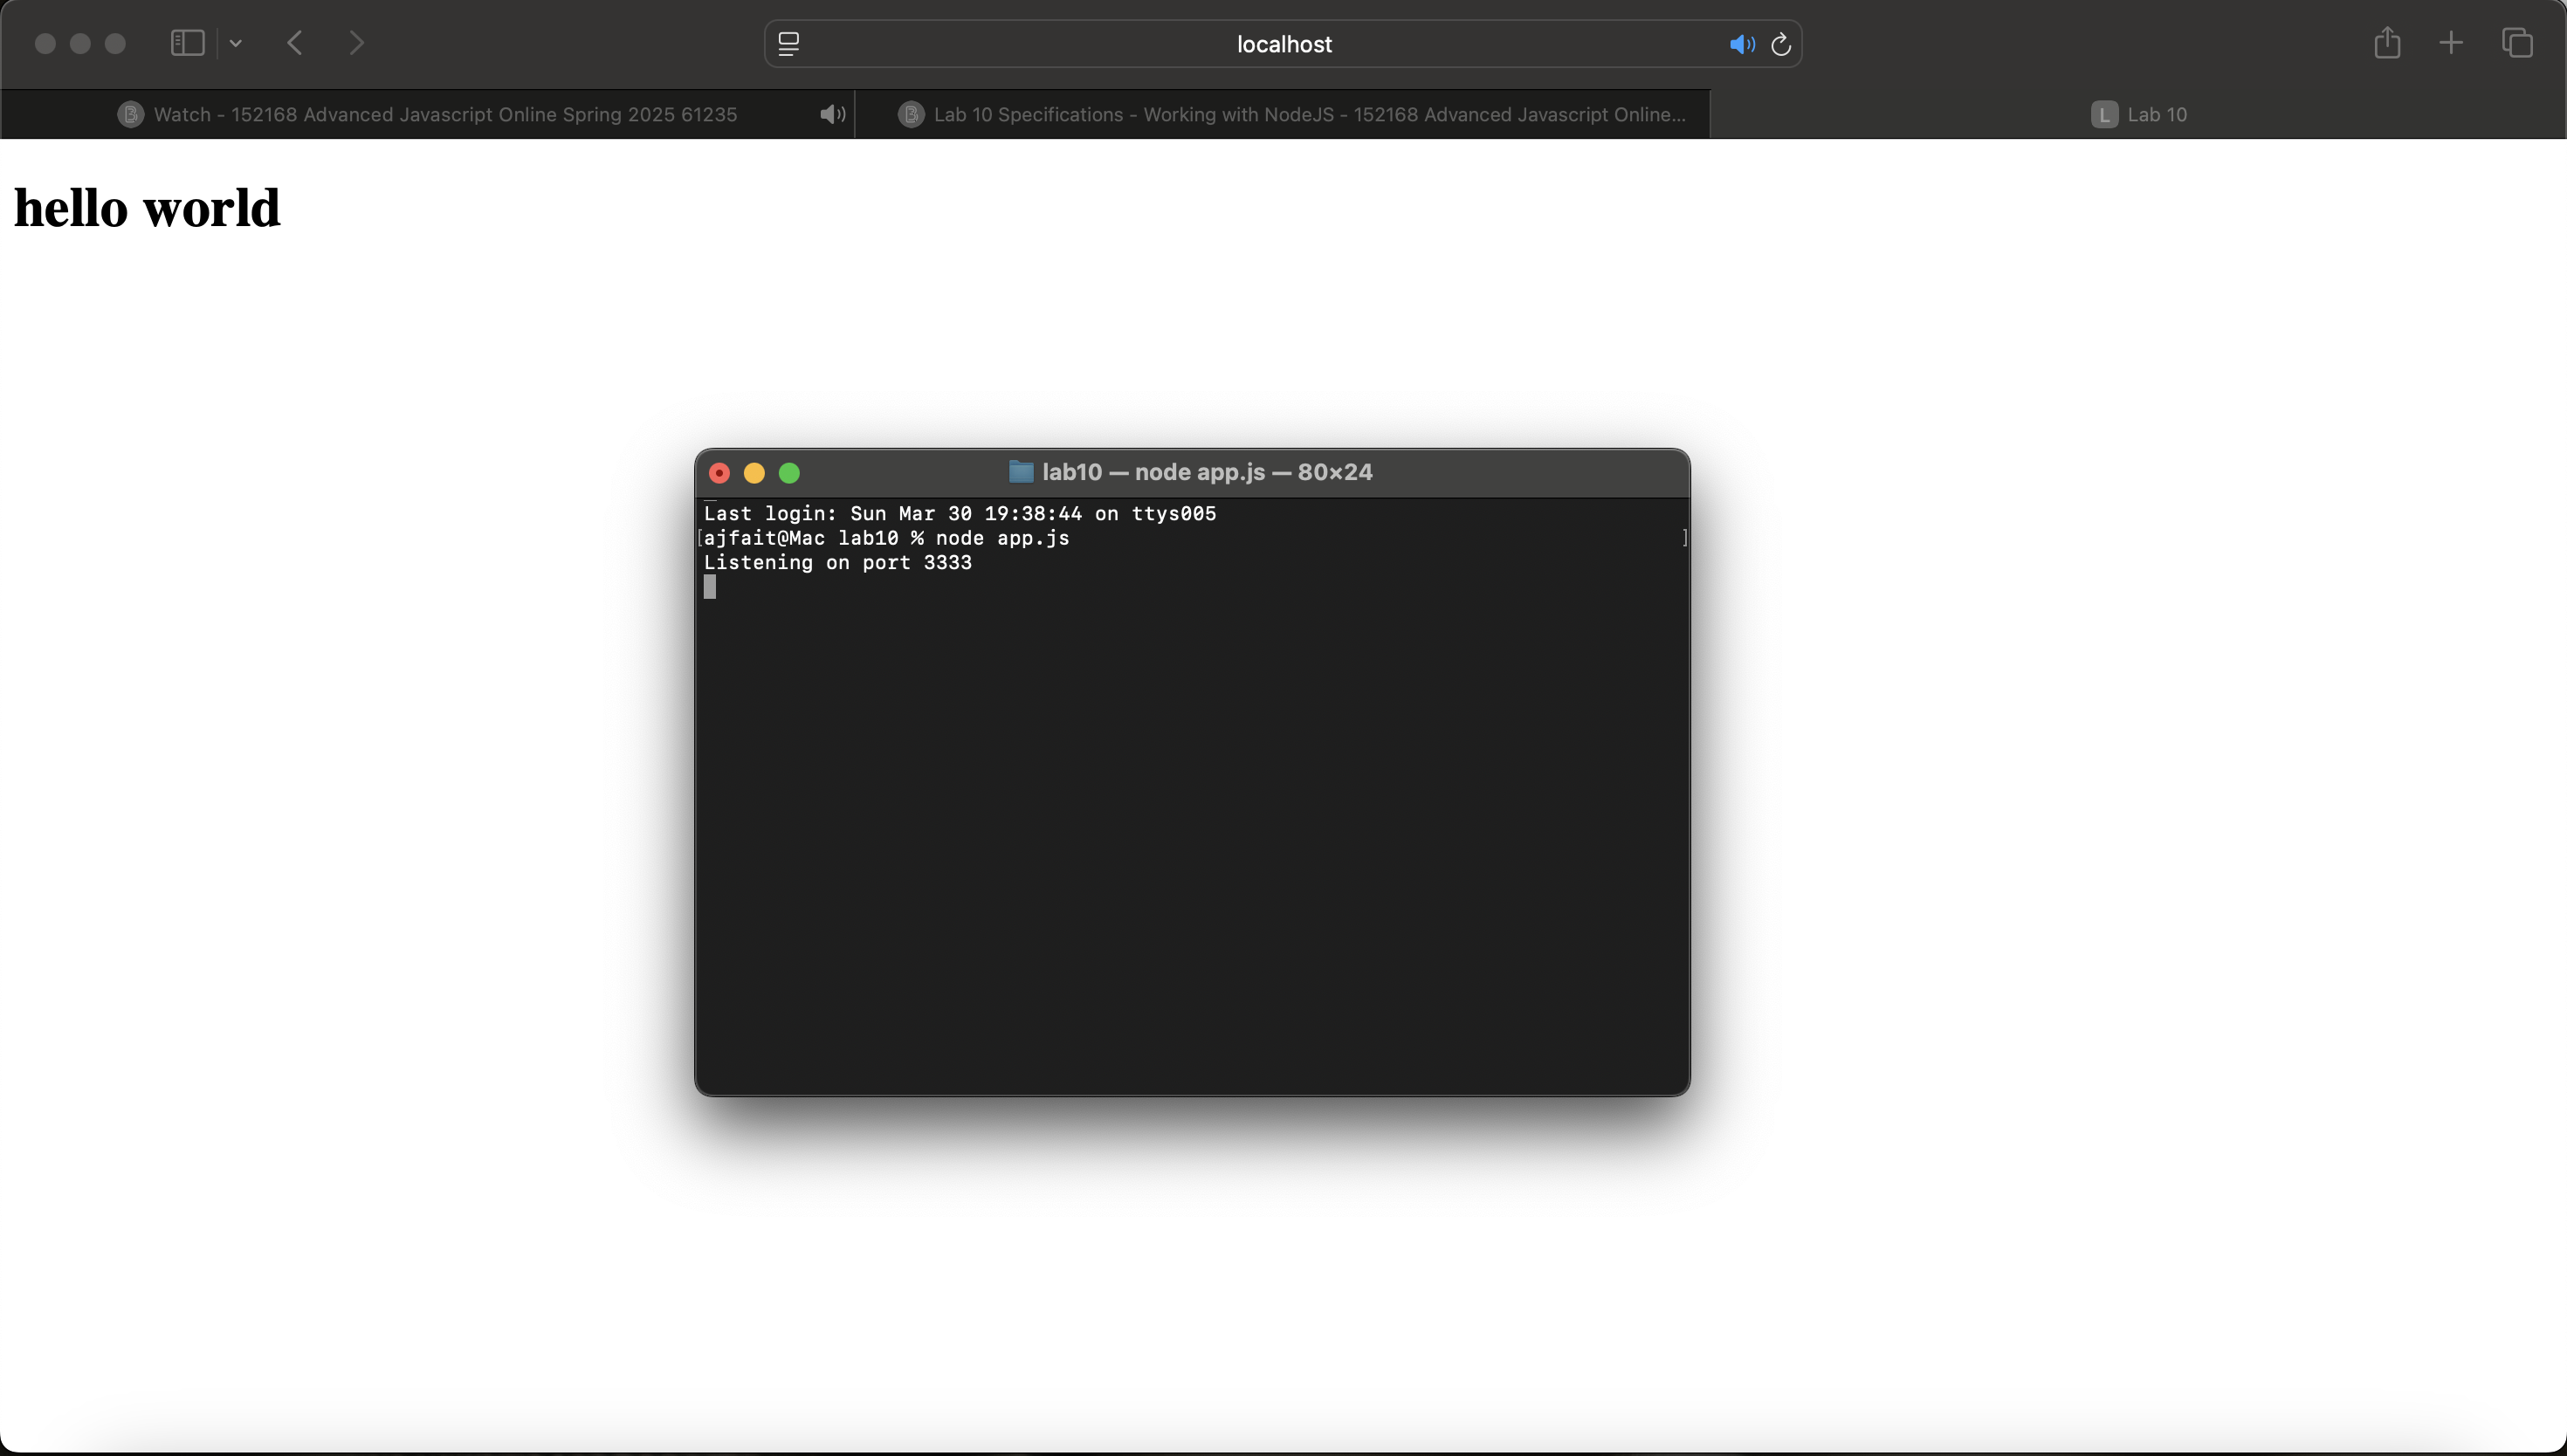 localhost
Watch - 152168 Advanced Javascript Online Spring 2025 61235
Lab 10 Specifications - Working with NodeJS - 152168 Advanced Javascript Online...
L Lab 10
hello world
lab10 — node app.js — 80×24
Last login: Sun Mar 30 19:38:44 on ttys005
[ajfait@Mac lab10 % node app.js ]
Listening on port 3333